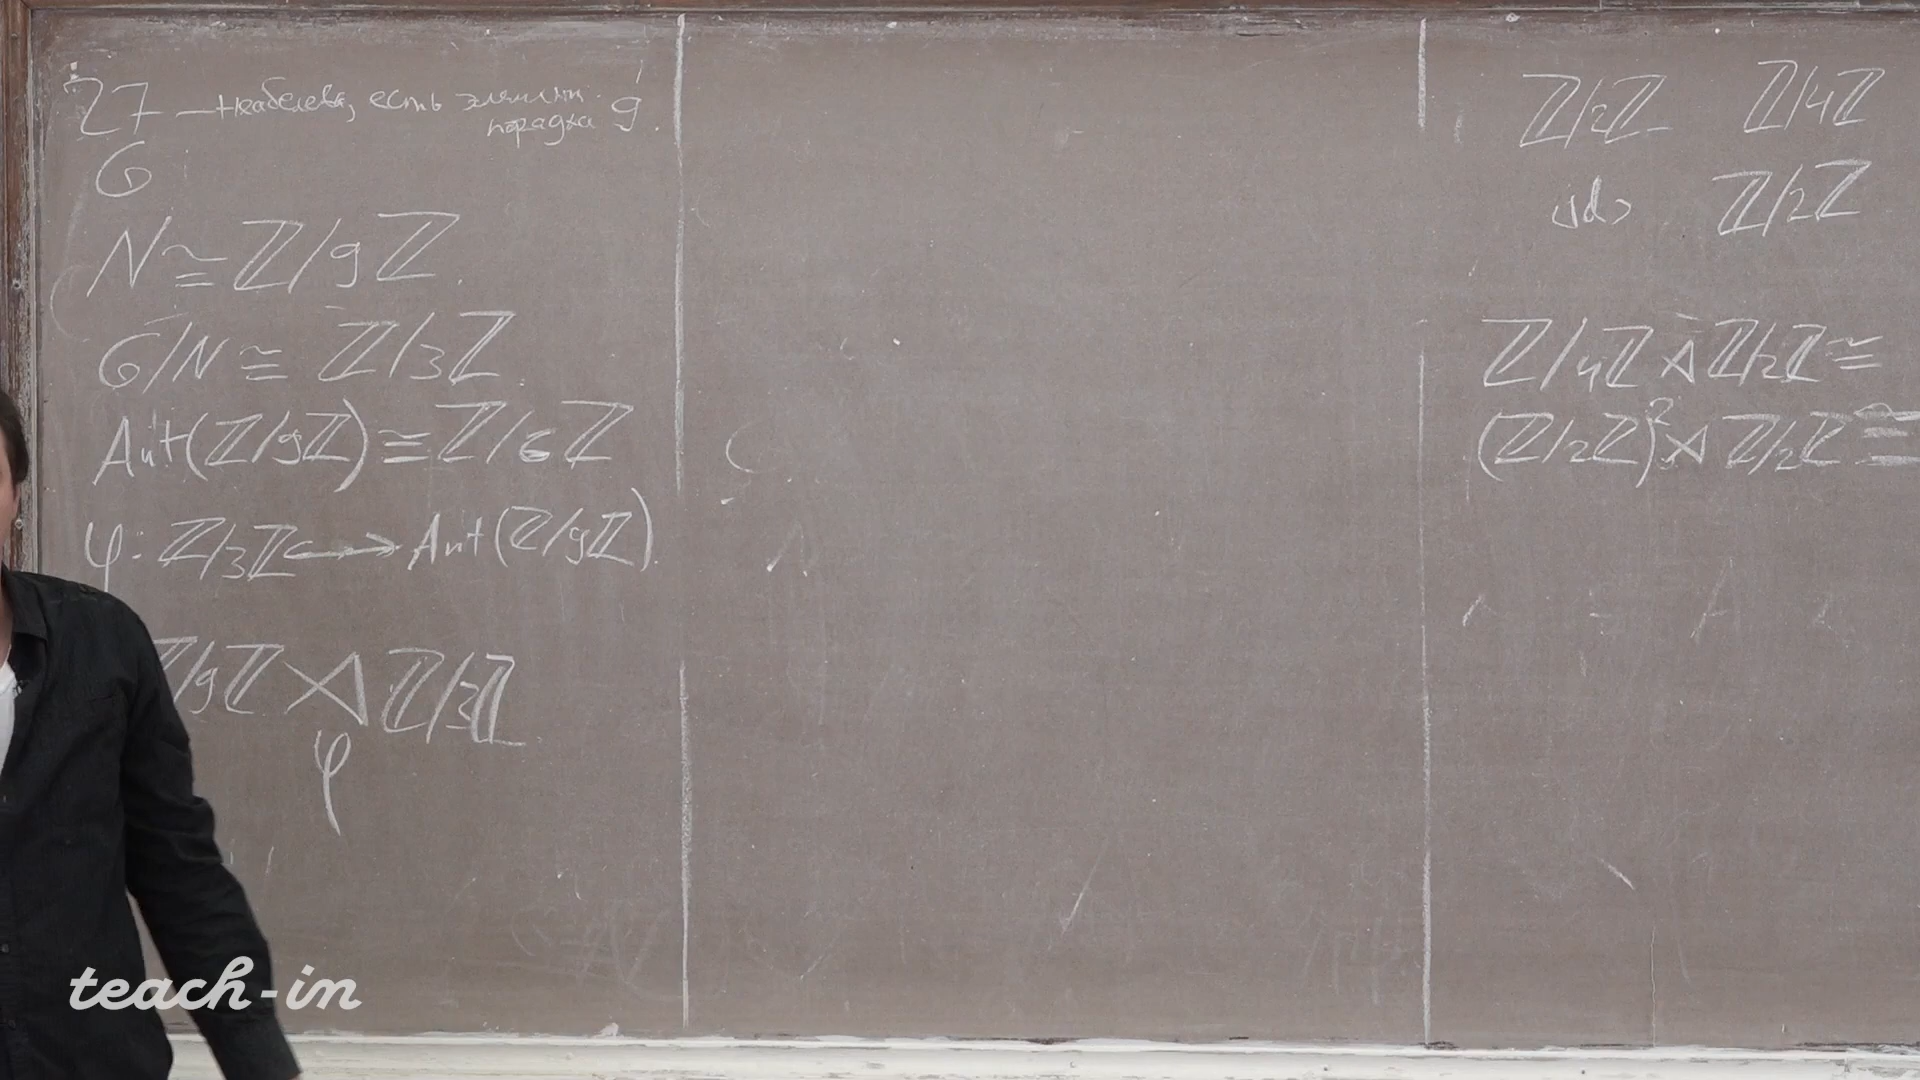 27 — неабелева, есть элемент порядка 9.
G
N ≅ ℤ/9ℤ.
G/N ≅ ℤ/3ℤ
Aut(ℤ/9ℤ) ≅ ℤ/6ℤ
φ: ℤ/3ℤ ↪ Aut(ℤ/9ℤ).
ℤ/9ℤ ⋊ ℤ/3ℤ
φ
ℤ/2ℤ ℤ/4ℤ
ℤ/2ℤ
ℤ/4ℤ ⋊ ℤ/2ℤ ≅
(ℤ/2ℤ)² ⋊ ℤ/2ℤ ≅
teach-in